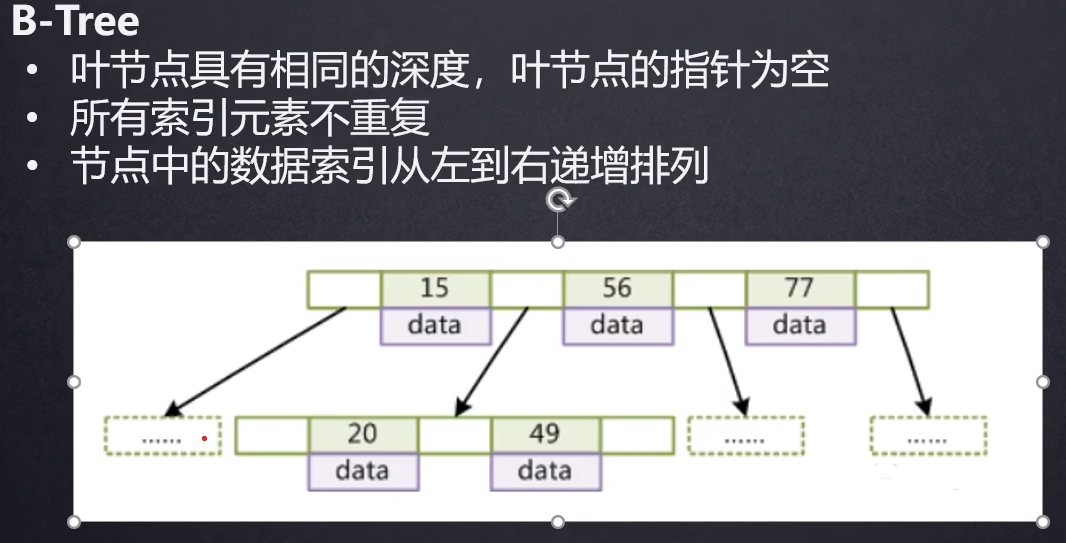 B-Tree
• 叶节点具有相同的深度，叶节点的指针为空
• 所有索引元素不重复
• 节点中的数据索引从左到右递增排列
15 56 77
data data data
...... 20 49 ...... ......
data data